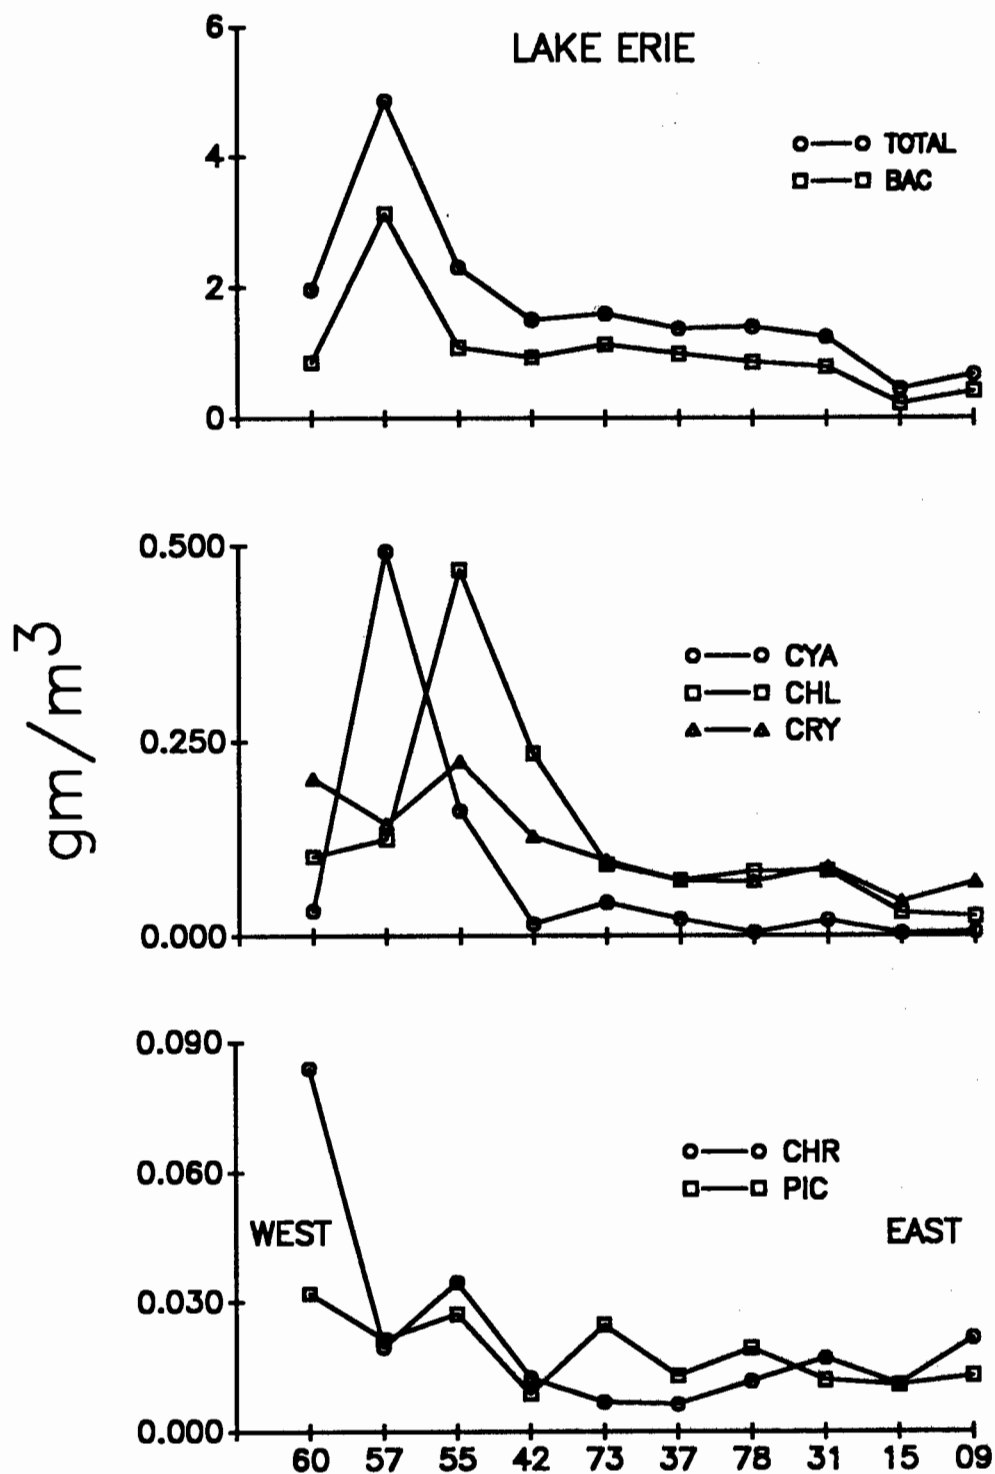 LAKE ERIE
6
4
2
0
TOTAL
BAC
gm/m³
0.500
0.250
0.000
CYA
CHL
CRY
0.090
0.060
0.030
0.000
CHR
PIC
WEST
EAST
60 57 55 42 73 37 78 31 15 09